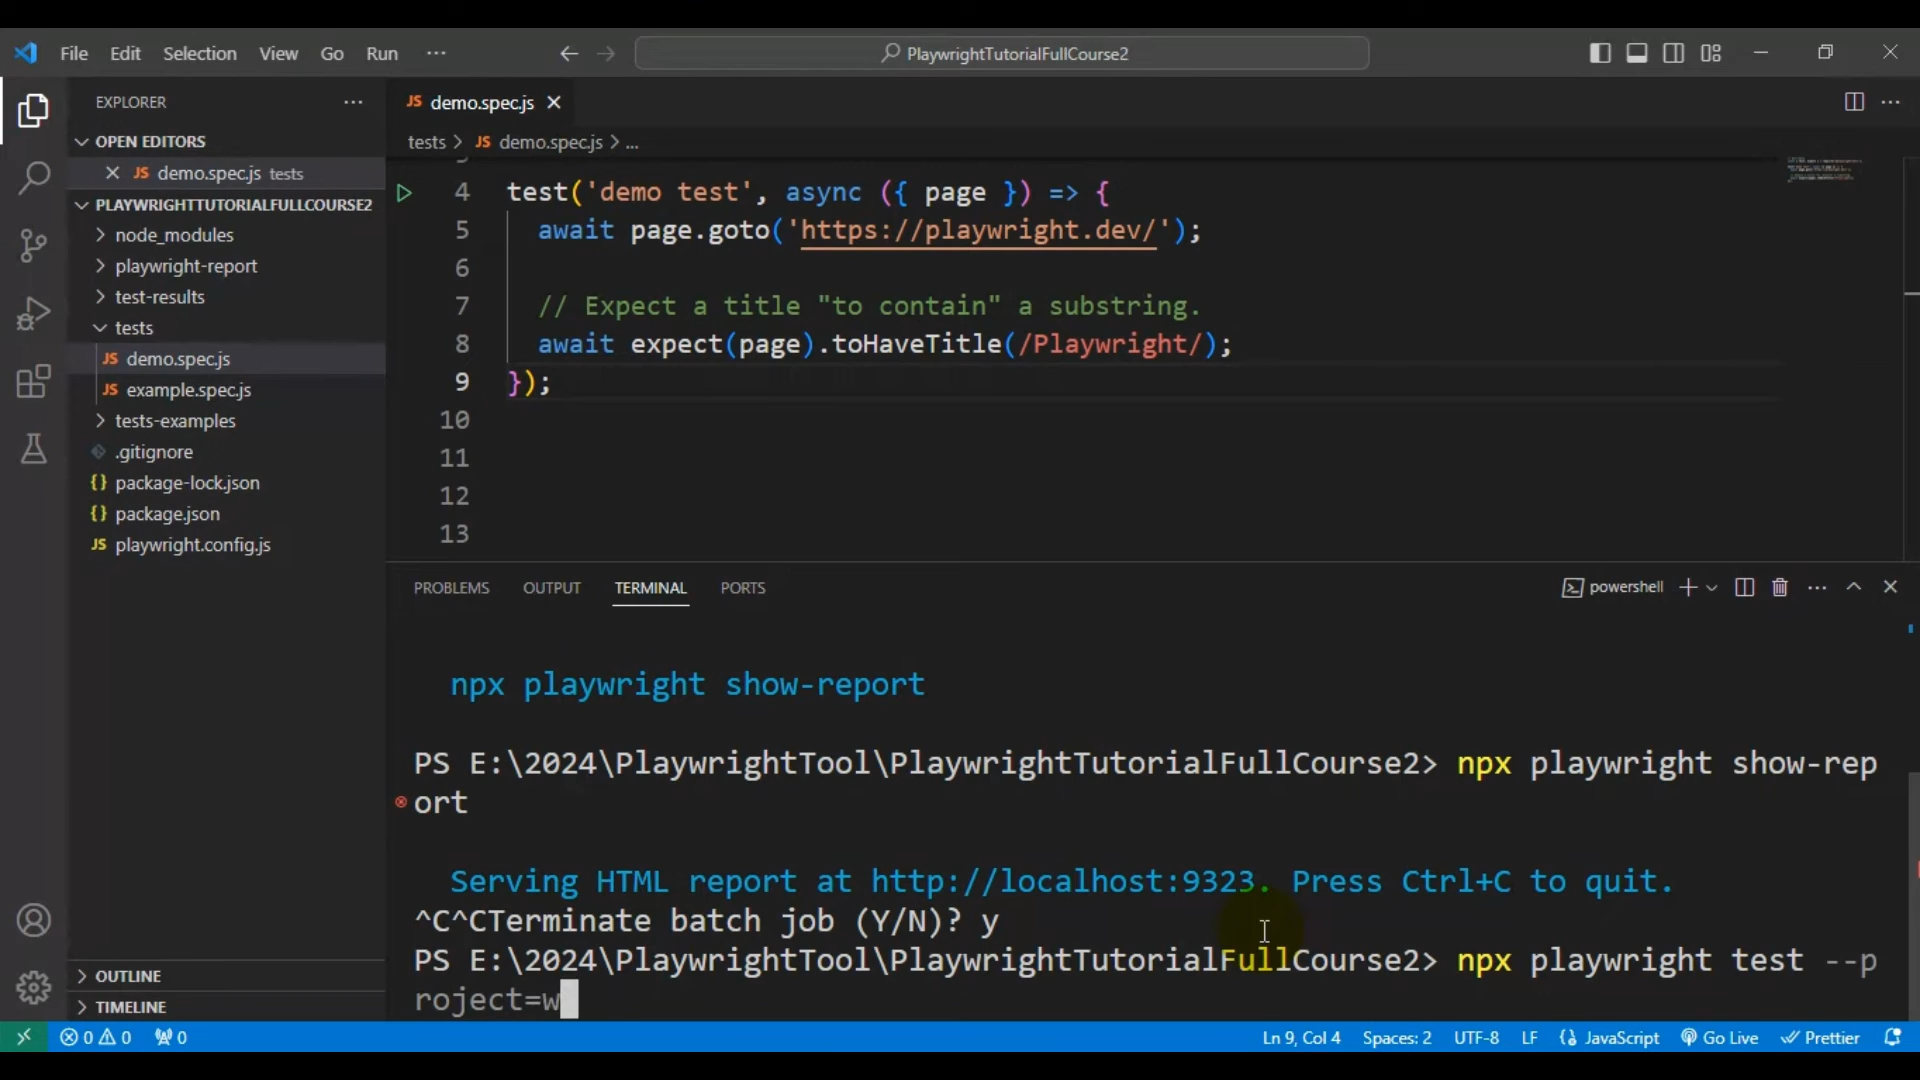 File Edit Selection View Go Run ··· PlaywrightTutorialFullCourse2
EXPLORER ···
OPEN EDITORS
JS demo.spec.js tests
PLAYWRIGHTTUTORIALFULLCOURSE2
node_modules
playwright-report
test-results
tests
JS demo.spec.js
JS example.spec.js
tests-examples
.gitignore
{} package-lock.json
{} package.json
JS playwright.config.js
OUTLINE
TIMELINE
JS demo.spec.js
tests > JS demo.spec.js > ...
4 test('demo test', async ({ page }) => {
5 await page.goto('https://playwright.dev/');
6
7 // Expect a title "to contain" a substring.
8 await expect(page).toHaveTitle(/Playwright/);
9 });
10
11
12
13
PROBLEMS OUTPUT TERMINAL PORTS powershell
npx playwright show-report
PS E:\2024\PlaywrightTool\PlaywrightTutorialFullCourse2> npx playwright show-rep
ort
Serving HTML report at http://localhost:9323. Press Ctrl+C to quit.
^C^CTerminate batch job (Y/N)? y
PS E:\2024\PlaywrightTool\PlaywrightTutorialFullCourse2> npx playwright test --p
roject=w
0 0 0 Ln 9, Col 4 Spaces: 2 UTF-8 LF JavaScript Go Live Prettier